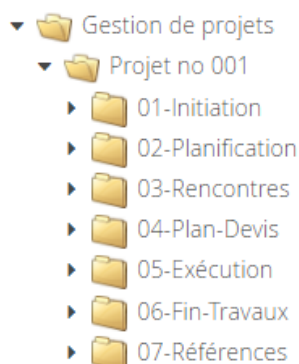 Gestion de projets
Projet no 001
01-Initiation
02-Planification
03-Rencontres
04-Plan-Devis
05-Exécution
06-Fin-Travaux
07-Références